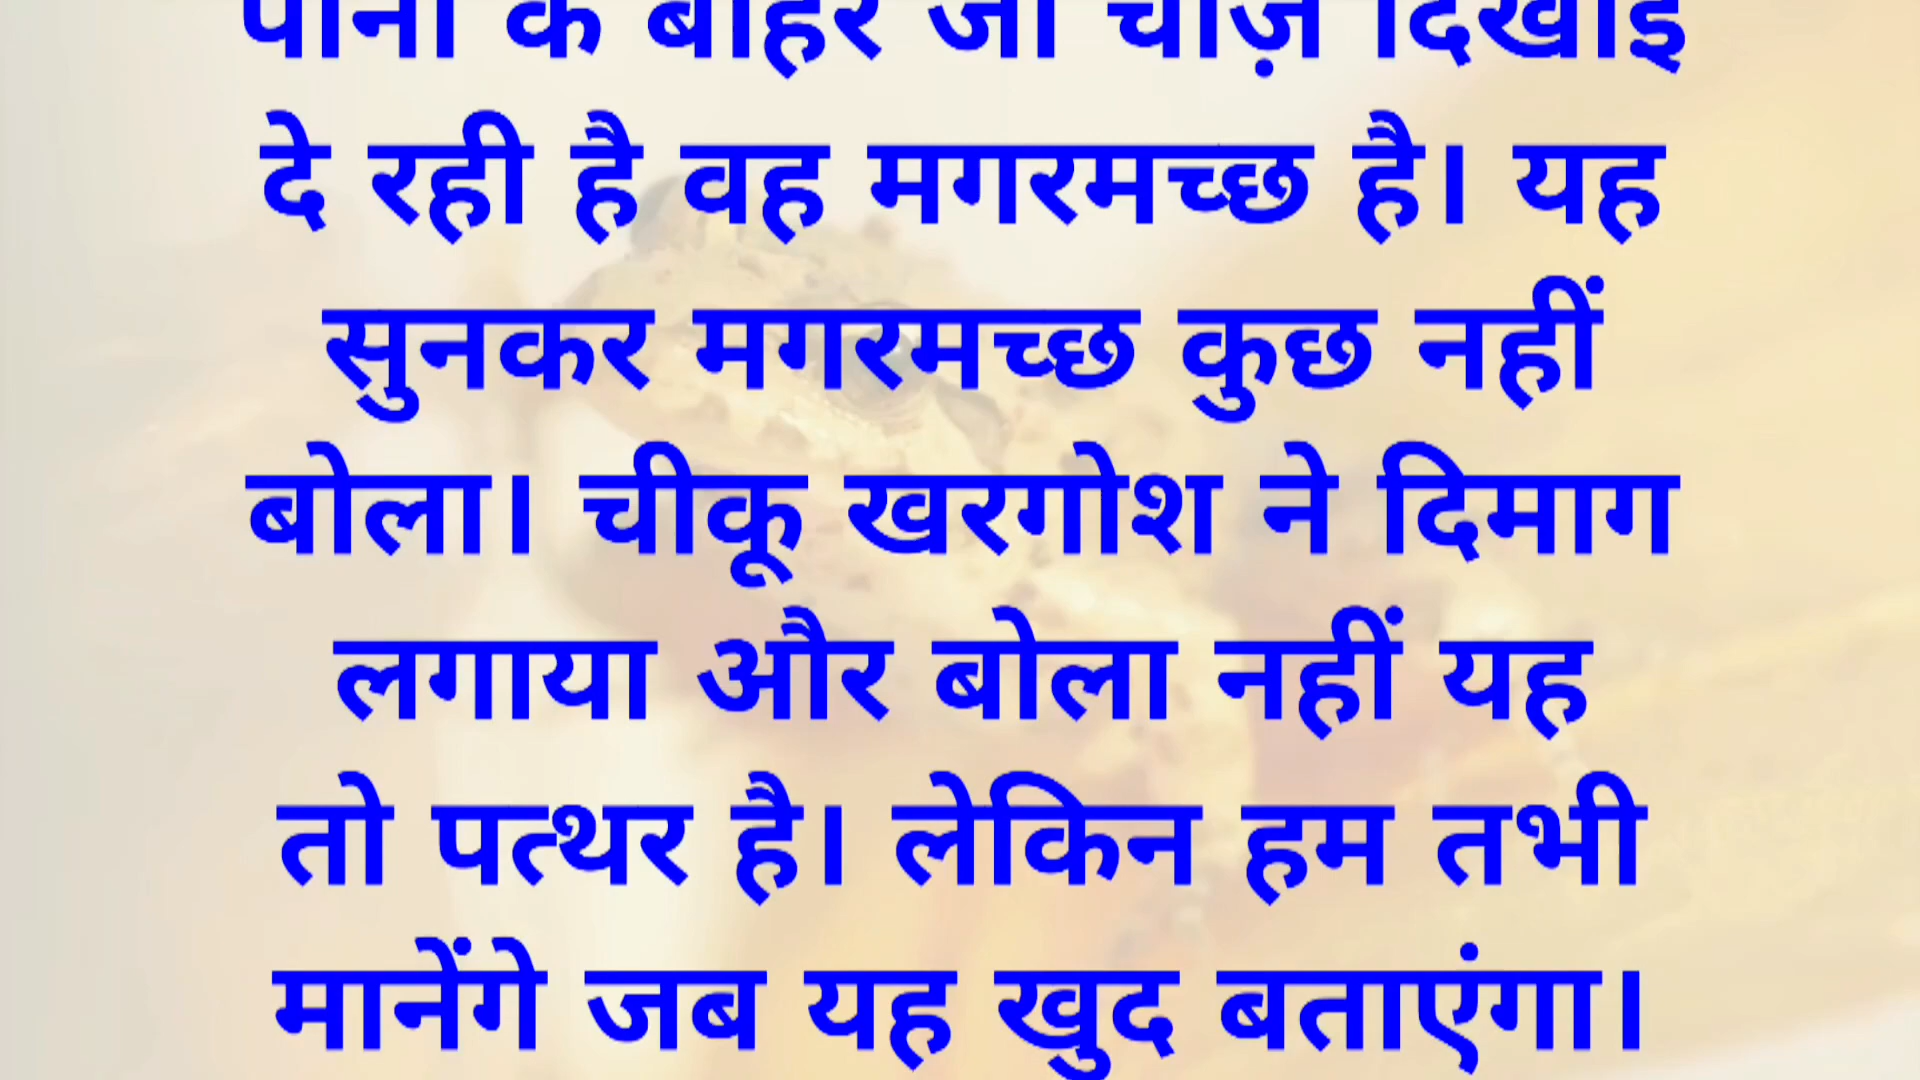 पानी के बाहर जो चीज़ दिखाई
दे रही है वह मगरमच्छ है। यह
सुनकर मगरमच्छ कुछ नहीं
बोला। चीकू खरगोश ने दिमाग
लगाया और बोला नहीं यह
तो पत्थर है। लेकिन हम तभी
मानेंगे जब यह खुद बताएंगा।